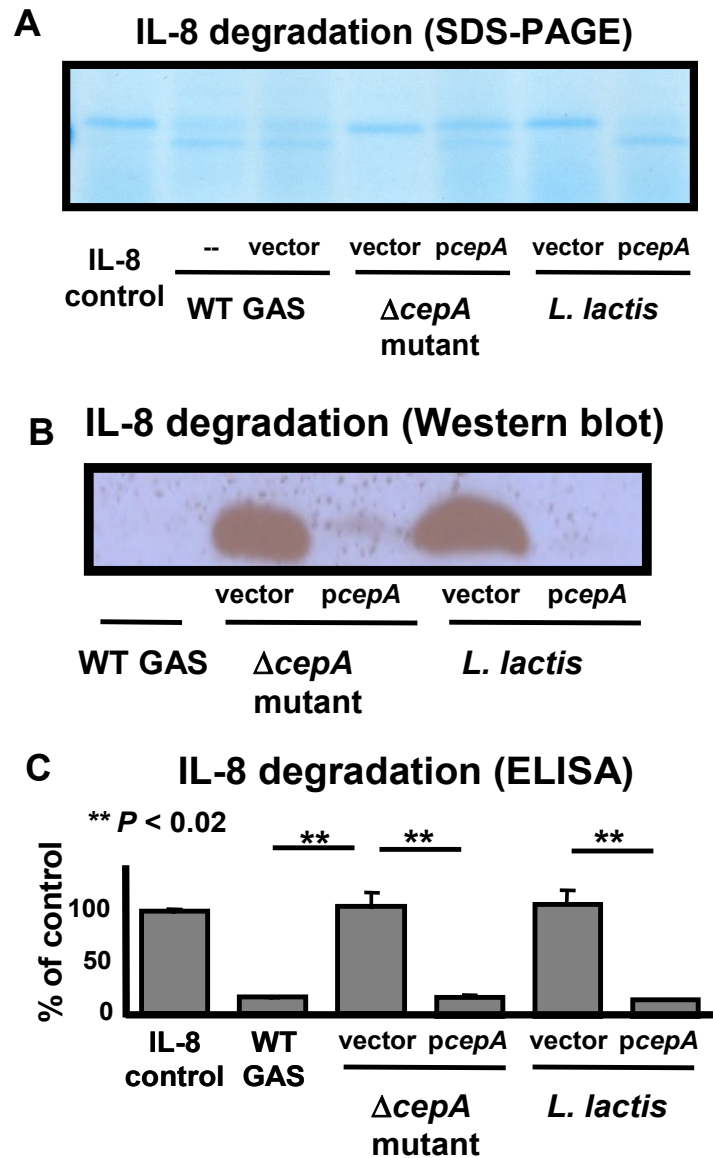 A
IL-8 degradation (SDS-PAGE)
IL-8
control
-- vector vector pcepA vector pcepA
WT GAS ΔcepA
mutant L. lactis
B
IL-8 degradation (Western blot)
vector pcepA vector pcepA
WT GAS ΔcepA
mutant L. lactis
C
IL-8 degradation (ELISA)
** P < 0.02
** ** **
% of control
100
50
0
IL-8
control WT
GAS vector pcepA vector pcepA
ΔcepA
mutant L. lactis